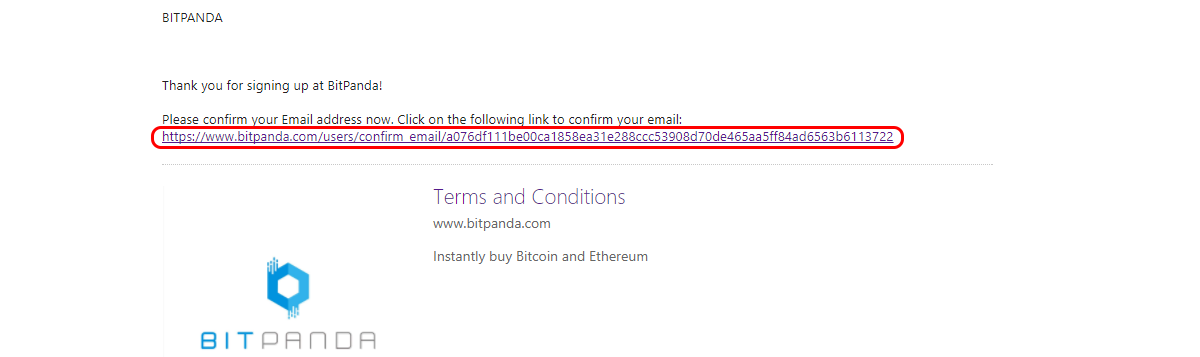 BITPANDA
Thank you for signing up at BitPanda!
Please confirm your Email address now. Click on the following link to confirm your email:
https://www.bitpanda.com/users/confirm_email/a076df111be00ca1858ea31e288ccc53908d70de465aa5ff84ad6563b6113722
Terms and Conditions
www.bitpanda.com
Instantly buy Bitcoin and Ethereum
BITPANDA